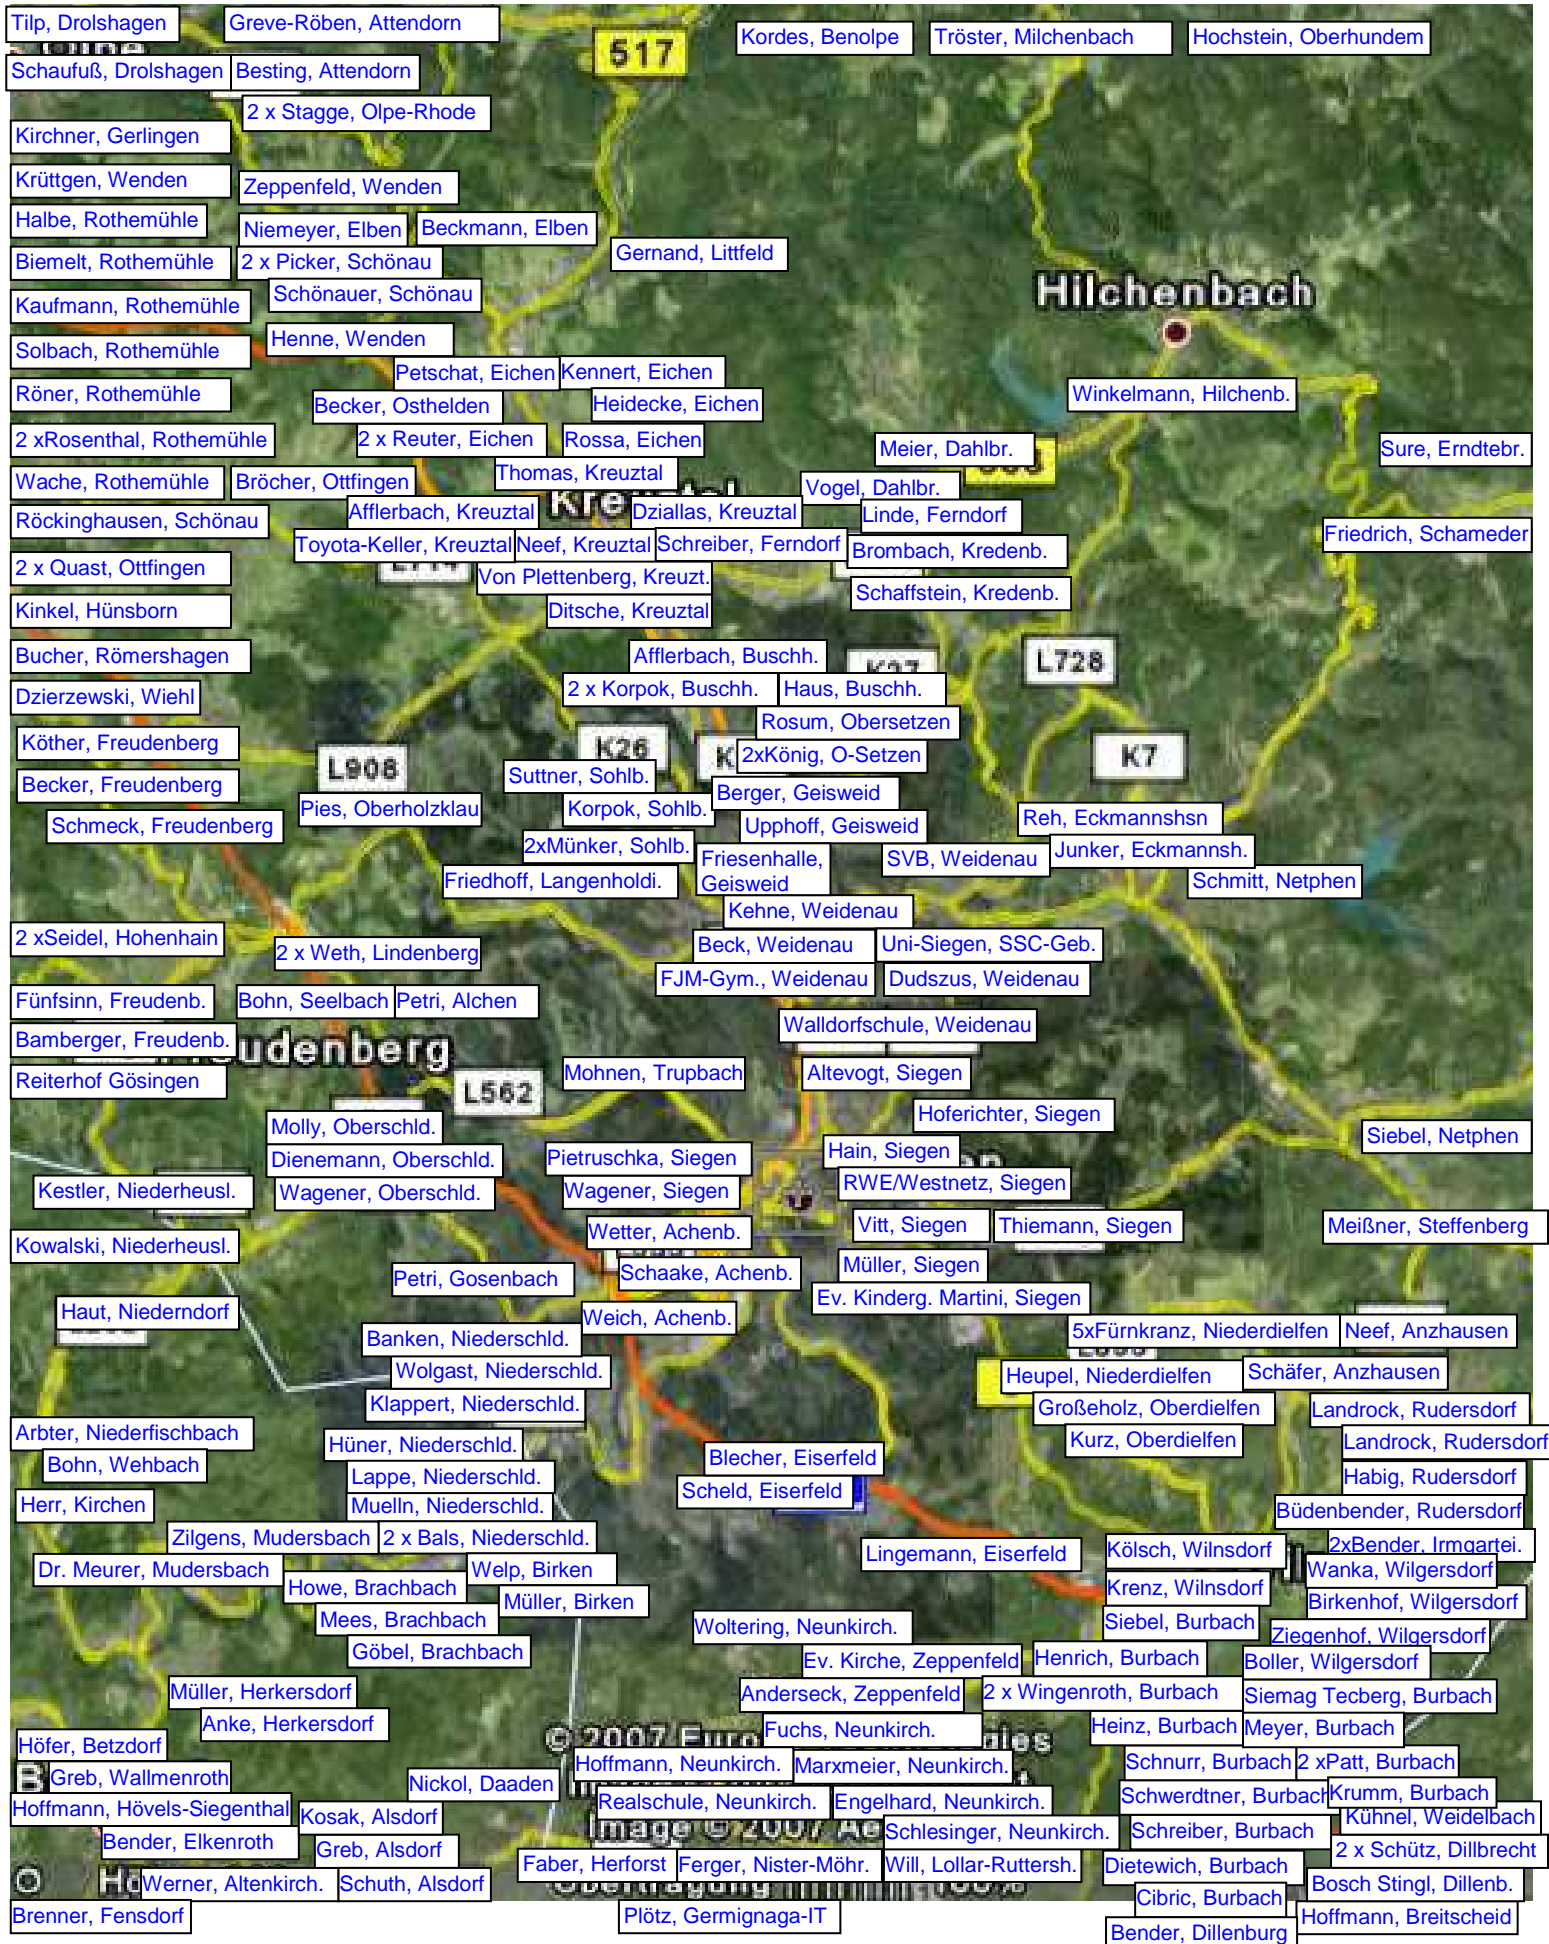 Tilp, Drolshagen
Greve-Röben, Attendorn
517
Kordes, Benolpe
Tröster, Milchenbach
Hochstein, Oberhundem
Schaufuß, Drolshagen
Besting, Attendorn
2 x Stagge, Olpe-Rhode
Kirchner, Gerlingen
Krüttgen, Wenden
Zeppenfeld, Wenden
Halbe, Rothemühle
Niemeyer, Elben
Beckmann, Elben
Gernand, Littfeld
Biemelt, Rothemühle
2 x Picker, Schönau
Hilchenbach
Kaufmann, Rothemühle
Schönauer, Schönau
Henne, Wenden
Solbach, Rothemühle
Petschat, Eichen
Kennert, Eichen
Röner, Rothemühle
Becker, Osthelden
Heidecke, Eichen
Winkelmann, Hilchenb.
2 xRosenthal, Rothemühle
2 x Reuter, Eichen
Rossa, Eichen
Meier, Dahlbr.
Sure, Erndtebr.
Wache, Rothemühle
Bröcher, Ottfingen
Thomas, Kreuztal
Vogel, Dahlbr.
Kreuztal
Röckinghausen, Schönau
Afflerbach, Kreuztal
Dziallas, Kreuztal
Linde, Ferndorf
Friedrich, Schameder
Toyota-Keller, Kreuztal
Neef, Kreuztal
Schreiber, Ferndorf
Brombach, Kredenb.
2 x Quast, Ottfingen
Von Plettenberg, Kreuzt.
Schaffstein, Kredenb.
Kinkel, Hünsborn
Ditsche, Kreuztal
Bucher, Römershagen
Afflerbach, Buschh.
K27
L728
Dzierzewski, Wiehl
2 x Korpok, Buschh.
Haus, Buschh.
Rosum, Obersetzen
Köther, Freudenberg
L908
K26
K
2xKönig, O-Setzen
K7
Becker, Freudenberg
Suttner, Sohlb.
Berger, Geisweid
Pies, Oberholzklau
Korpok, Sohlb.
Schmeck, Freudenberg
Upphoff, Geisweid
Reh, Eckmannshsn
2xMünker, Sohlb.
Friesenhalle,
Geisweid
SVB, Weidenau
Junker, Eckmannsh.
Friedhoff, Langenholdi.
Schmitt, Netphen
Kehne, Weidenau
2 xSeidel, Hohenhain
2 x Weth, Lindenberg
Beck, Weidenau
Uni-Siegen, SSC-Geb.
FJM-Gym., Weidenau
Dudszus, Weidenau
Fünfsinn, Freudenb.
Bohn, Seelbach
Petri, Alchen
Walldorfschule, Weidenau
Bamberger, Freudenb.
udenberg
Reiterhof Gösingen
L562
Mohnen, Trupbach
Altevogt, Siegen
Hoferichter, Siegen
Molly, Oberschld.
Siebel, Netphen
Dienemann, Oberschld.
Pietruschka, Siegen
Hain, Siegen
en
Kestler, Niederheusl.
Wagener, Oberschld.
Wagener, Siegen
RWE/Westnetz, Siegen
Wetter, Achenb.
Vitt, Siegen
Thiemann, Siegen
Meißner, Steffenberg
Kowalski, Niederheusl.
Petri, Gosenbach
Schaake, Achenb.
Müller, Siegen
Ev. Kinderg. Martini, Siegen
Haut, Niederndorf
Weich, Achenb.
5xFürnkranz, Niederdielfen
Neef, Anzhausen
Banken, Niederschld.
Wolgast, Niederschld.
Heupel, Niederdielfen
Schäfer, Anzhausen
Klappert, Niederschld.
Großeholz, Oberdielfen
Landrock, Rudersdorf
Arbter, Niederfischbach
Hüner, Niederschld.
Kurz, Oberdielfen
Landrock, Rudersdorf
Bohn, Wehbach
Lappe, Niederschld.
Blecher, Eiserfeld
Habig, Rudersdorf
Herr, Kirchen
Muelln, Niederschld.
Scheld, Eiserfeld
Büdenbender, Rudersdorf
Zilgens, Mudersbach
2 x Bals, Niederschld.
Lingemann, Eiserfeld
Kölsch, Wilnsdorf
2xBender, Irmgartei.
Dr. Meurer, Mudersbach
Welp, Birken
Wanka, Wilgersdorf
Howe, Brachbach
Müller, Birken
Krenz, Wilnsdorf
Birkenhof, Wilgersdorf
Mees, Brachbach
Woltering, Neunkirch.
Siebel, Burbach
Ziegenhof, Wilgersdorf
Göbel, Brachbach
Ev. Kirche, Zeppenfeld
Henrich, Burbach
Boller, Wilgersdorf
Müller, Herkersdorf
Anderseck, Zeppenfeld
2 x Wingenroth, Burbach
Siemag Tecberg, Burbach
Anke, Herkersdorf
Fuchs, Neunkirch.
Heinz, Burbach
Meyer, Burbach
© 2007 Euro
Höfer, Betzdorf
Hoffmann, Neunkirch.
Marxmeier, Neunkirch.
Schnurr, Burbach
2 xPatt, Burbach
B
Greb, Wallmenroth
Nickol, Daaden
Schwerdtner, Burbach
Krumm, Burbach
Hoffmann, Hövels-Siegenthal
Kosak, Alsdorf
Realschule, Neunkirch.
Engelhard, Neunkirch.
Kühnel, Weidelbach
Image © 2007 Ae
Bender, Elkenroth
Greb, Alsdorf
Schlesinger, Neunkirch.
Schreiber, Burbach
2 x Schütz, Dillbrecht
Faber, Herforst
Ferger, Nister-Möhr.
Will, Lollar-Ruttersh.
Dietewich, Burbach
Werner, Altenkirch.
Schuth, Alsdorf
Übertragung
100%
Bosch Stingl, Dillenb.
Cibric, Burbach
Brenner, Fensdorf
Plötz, Germignaga-IT
Hoffmann, Breitscheid
Bender, Dillenburg